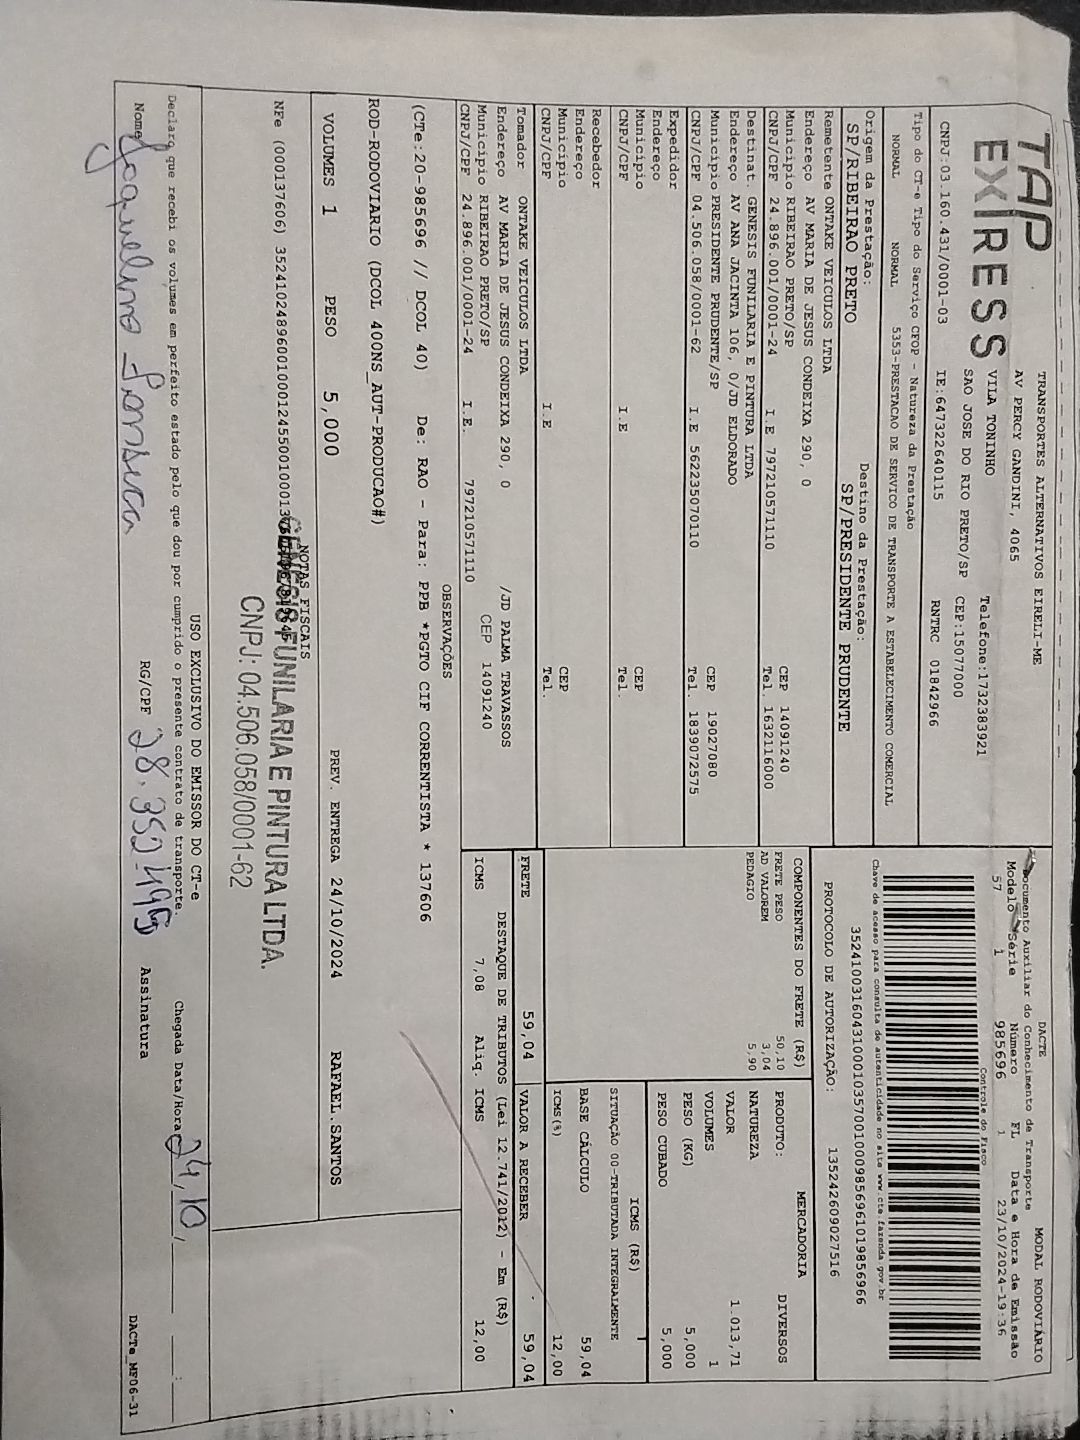 TAP
EXPRESS
TRANSPORTES ALTERNATIVOS EIRELI-ME
AV PERCY GANDINI, 4065
VILA TONINHO Telefone:1732383921
SAO JOSE DO RIO PRETO/SP CEP:15077000
CNPJ:03.160.431/0001-03 IE:647322640115 RNTRC 01842966
DACTE MODAL RODOVIÁRIO
Documento Auxiliar do Conhecimento de Transporte
Modelo Série Número FL Data e Hora de Emissão
57 1 985696 1 23/10/2024-19:36
Controle do Fisco
Chave de acesso para consulta de autenticidade no site www.cte.fazenda.gov.br
PROTOCOLO DE AUTORIZAÇÃO: 135242609027516
Tipo do CT-e Tipo do Serviço CFOP - Natureza da Prestação
NORMAL NORMAL 5353-PRESTACAO DE SERVICO DE TRANSPORTE A ESTABELECIMENTO COMERCIAL
Origem da Prestação: Destino da Prestação:
SP/RIBEIRAO PRETO SP/PRESIDENTE PRUDENTE
Remetente ONTAKE VEICULOS LTDA
Endereço AV MARIA DE JESUS CONDEIXA 290, 0
Municipio RIBEIRAO PRETO/SP CEP 14091240
CNPJ/CPF 24.896.001/0001-24 I.E 797210571110 Tel. 1632116000
Destinat. GENESIS FUNILARIA E PINTURA LTDA
Endereço AV ANA JACINTA 106, 0/JD ELDORADO
Municipio PRESIDENTE PRUDENTE/SP CEP 19027080
CNPJ/CPF 04.506.058/0001-62 I.E 562235070110 Tel. 1839072575
Expedidor
Endereço
Municipio CEP
CNPJ/CPF I.E Tel.
Recebedor
Endereço
Municipio CEP
CNPJ/CPF I.E Tel.
Tomador ONTAKE VEICULOS LTDA
Endereço AV MARIA DE JESUS CONDEIXA 290, 0 /JD PALMA TRAVASSOS
Municipio RIBEIRAO PRETO/SP CEP 14091240
CNPJ/CPF 24.896.001/0001-24 I.E. 797210571110
COMPONENTES DO FRETE (R$)
FRETE PESO 50,10
AD VALOREM 3,04
PEDAGIO 5,90
MERCADORIA
PRODUTO: DIVERSOS
NATUREZA
VALOR 1.013,71
VOLUMES 1
PESO (KG) 5,000
PESO CUBADO 5,000
ICMS (R$)
SITUAÇÃO 00-TRIBUTADA INTEGRALMENTE
BASE CÁLCULO 59,04
ICMS(%) 12,00
FRETE 59,04 VALOR A RECEBER 59,04
DESTAQUE DE TRIBUTOS (Lei 12.741/2012) - Em (R$)
ICMS 7,08 Aliq. ICMS 12,00
OBSERVAÇÕES
(CTe:20-985696 // DCOL 40) De: RAO - Para: PPB *PGTO CIF CORRENTISTA * 137606
ROD-RODOVIARIO (DCOL 400NS_AUT-PRODUCAO#)
VOLUMES 1 PESO 5,000 PREV. ENTREGA 24/10/2024 RAFAEL.SANTOS
NOTAS FISCAIS
NFe (000137606)
GENESIS FUNILARIA E PINTURA LTDA.
CNPJ: 04.506.058/0001-62
USO EXCLUSIVO DO EMISSOR DO CT-e
Declaro que recebi os volumes em perfeito estado pelo que dou por cumprido o presente contrato de transporte. Chegada Data/Hora 24/10/
Nome RG/CPF Assinatura
DACTe_MF06-31